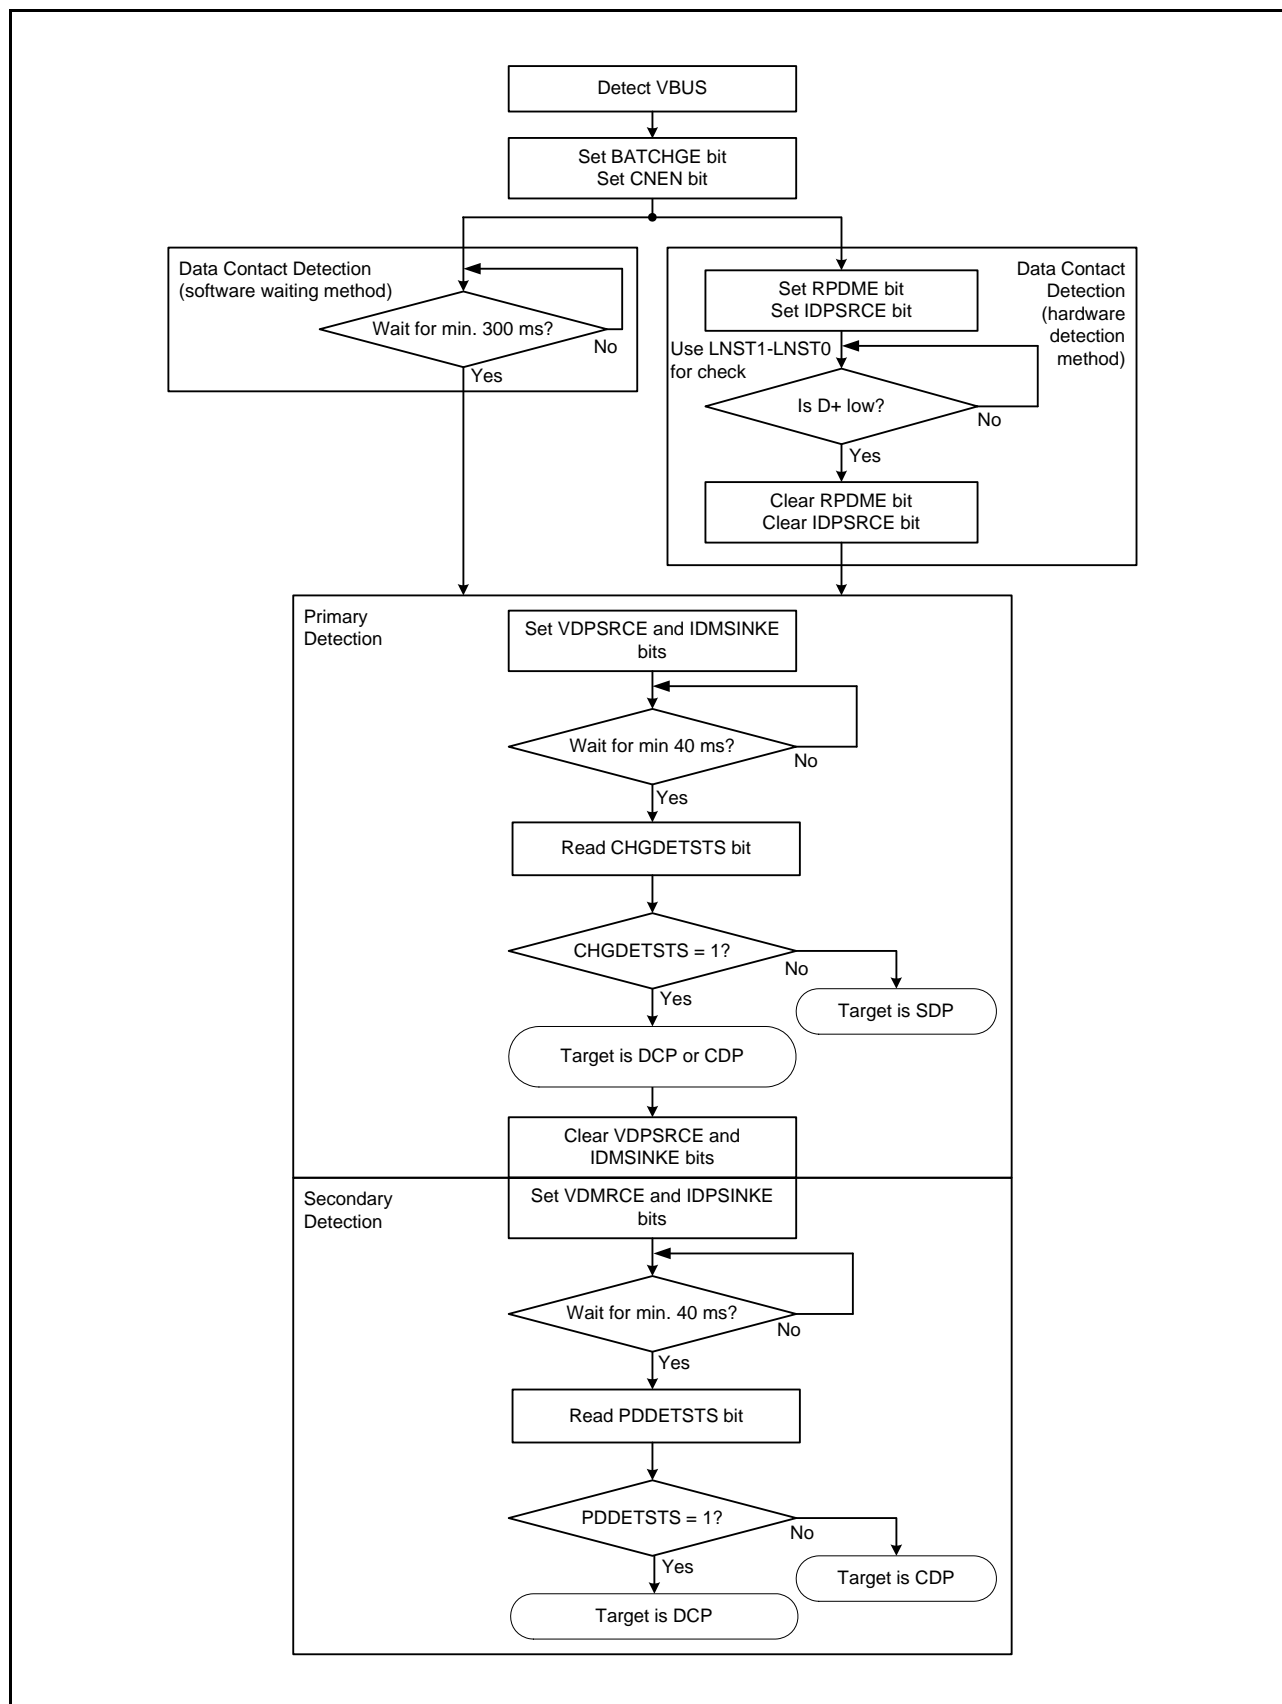 Detect VBUS
Set BATCHGE bit
Set CNEN bit
Data Contact Detection
(software waiting method)
Wait for min. 300 ms?
No
Yes
Data Contact
Detection
(hardware
detection
method)
Set RPDME bit
Set IDPSRCE bit
Use LNST1-LNST0
for check
Is D+ low?
No
Yes
Clear RPDME bit
Clear IDPSRCE bit
Primary
Detection
Set VDPSRCE and IDMSINKE
bits
Wait for min 40 ms?
No
Yes
Read CHGDETSTS bit
CHGDETSTS = 1?
No
Yes
Target is SDP
Target is DCP or CDP
Clear VDPSRCE and
IDMSINKE bits
Secondary
Detection
Set VDMRCE and IDPSINKE
bits
Wait for min. 40 ms?
No
Yes
Read PDDETSTS bit
PDDETSTS = 1?
No
Yes
Target is CDP
Target is DCP